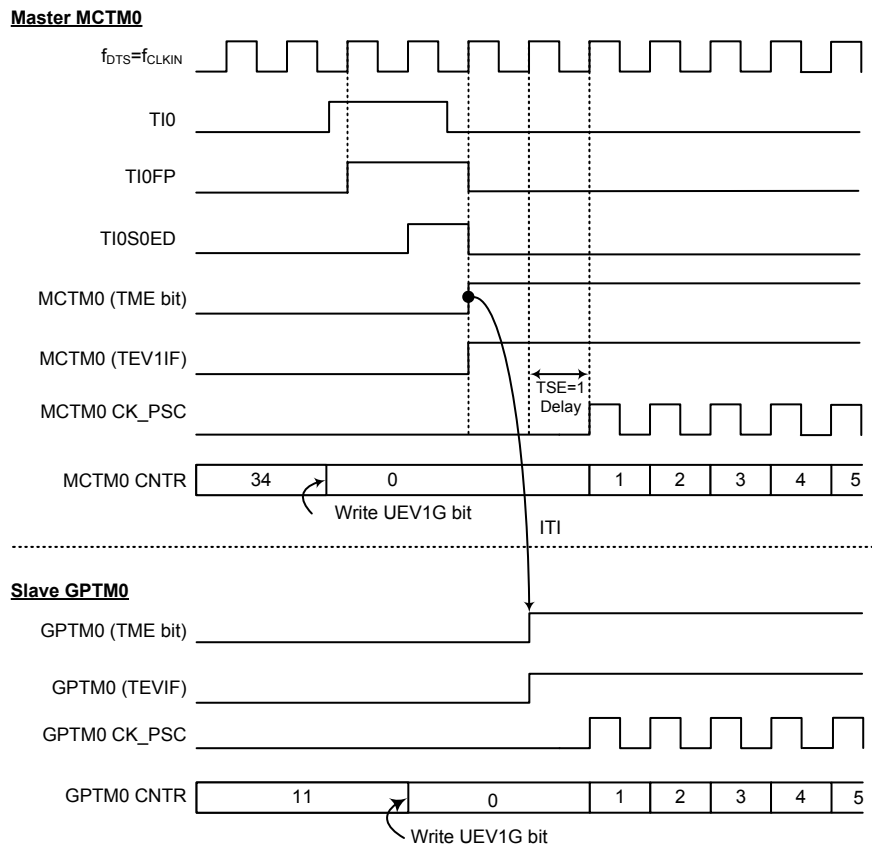 Master MCTM0
fDTS=fCLKIN
TI0
TI0FP
TI0S0ED
MCTM0 (TME bit)
MCTM0 (TEV1IF)
TSE=1
Delay
MCTM0 CK_PSC
MCTM0 CNTR 34 0 1 2 3 4 5
Write UEV1G bit
ITI
Slave GPTM0
GPTM0 (TME bit)
GPTM0 (TEVIF)
GPTM0 CK_PSC
GPTM0 CNTR 11 0 1 2 3 4 5
Write UEV1G bit